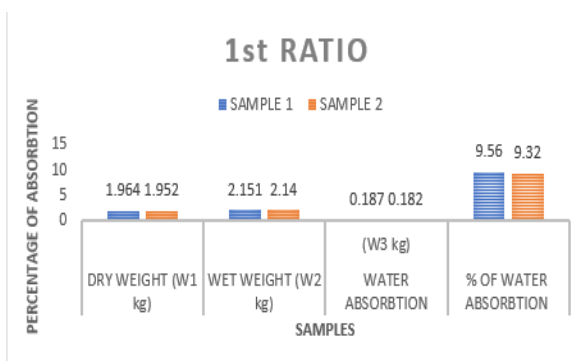 1st RATIO
SAMPLE 1 SAMPLE 2
PERCENTAGE OF ABSORBTION
15
10
5
0
1.964 1.952
2.151 2.14
0.187 0.182
9.56 9.32
DRY WEIGHT (W1
kg)
WET WEIGHT (W2
kg)
(W3 kg)
WATER
ABSORBTION
% OF WATER
ABSORBTION
SAMPLES